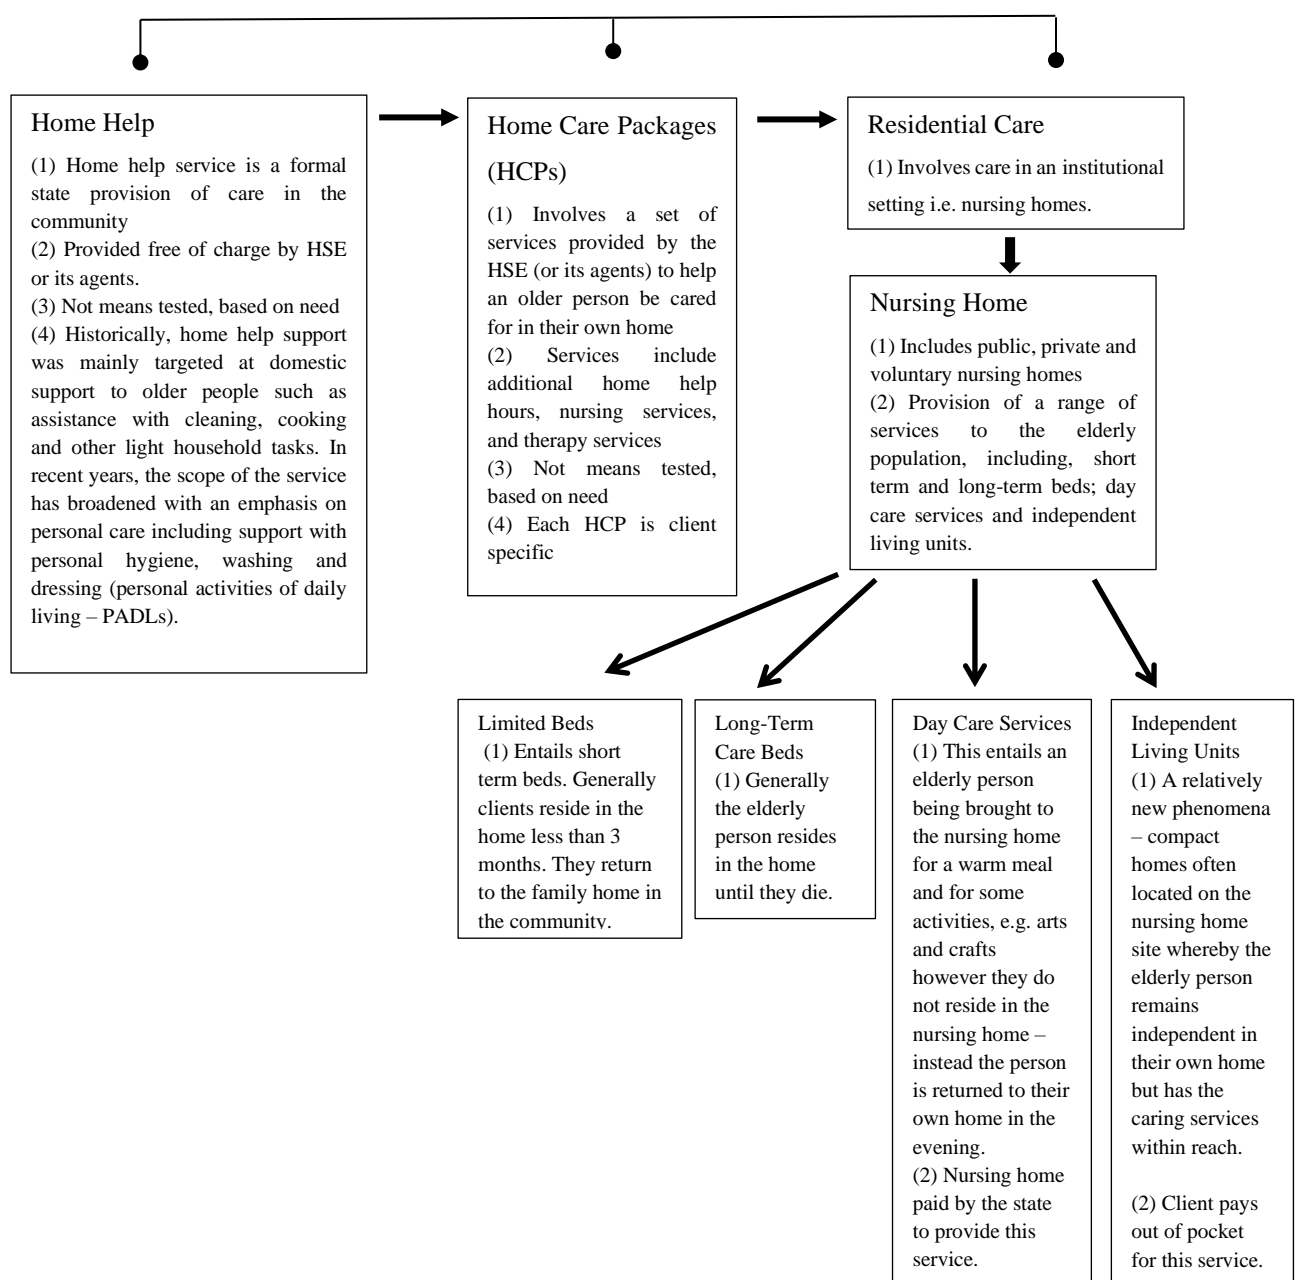 Home Help
(1) Home help service is a formal
state provision of care in the
community
(2) Provided free of charge by HSE
or its agents.
(3) Not means tested, based on need
(4) Historically, home help support
was mainly targeted at domestic
support to older people such as
assistance with cleaning, cooking
and other light household tasks. In
recent years, the scope of the service
has broadened with an emphasis on
personal care including support with
personal hygiene, washing and
dressing (personal activities of daily
living – PADLs).
Home Care Packages
(HCPs)
(1) Involves a set of
services provided by the
HSE (or its agents) to help
an older person be cared
for in their own home
(2) Services include
additional home help
hours, nursing services,
and therapy services
(3) Not means tested,
based on need
(4) Each HCP is client
specific
Residential Care
(1) Involves care in an institutional
setting i.e. nursing homes.
Nursing Home
(1) Includes public, private and
voluntary nursing homes
(2) Provision of a range of
services to the elderly
population, including, short
term and long-term beds; day
care services and independent
living units.
Limited Beds
(1) Entails short
term beds. Generally
clients reside in the
home less than 3
months. They return
to the family home in
the community.
Long-Term
Care Beds
(1) Generally
the elderly
person resides
in the home
until they die.
Day Care Services
(1) This entails an
elderly person
being brought to
the nursing home
for a warm meal
and for some
activities, e.g. arts
and crafts
however they do
not reside in the
nursing home –
instead the person
is returned to their
own home in the
evening.
(2) Nursing home
paid by the state
to provide this
service.
Independent
Living Units
(1) A relatively
new phenomena
– compact
homes often
located on the
nursing home
site whereby the
elderly person
remains
independent in
their own home
but has the
caring services
within reach.
(2) Client pays
out of pocket
for this service.